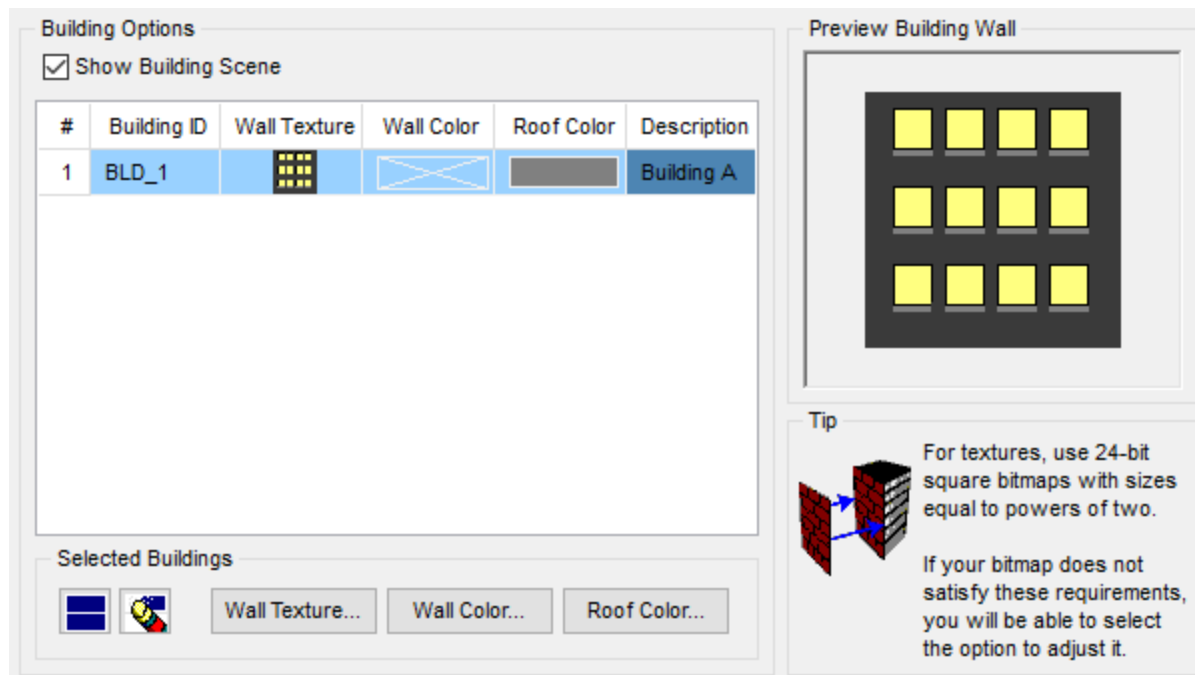 Building Options
Show Building Scene
# Building ID Wall Texture Wall Color Roof Color Description
1 BLD_1 Building A
Selected Buildings
Wall Texture... Wall Color... Roof Color...
Preview Building Wall
Tip
For textures, use 24-bit
square bitmaps with sizes
equal to powers of two.
If your bitmap does not
satisfy these requirements,
you will be able to select
the option to adjust it.